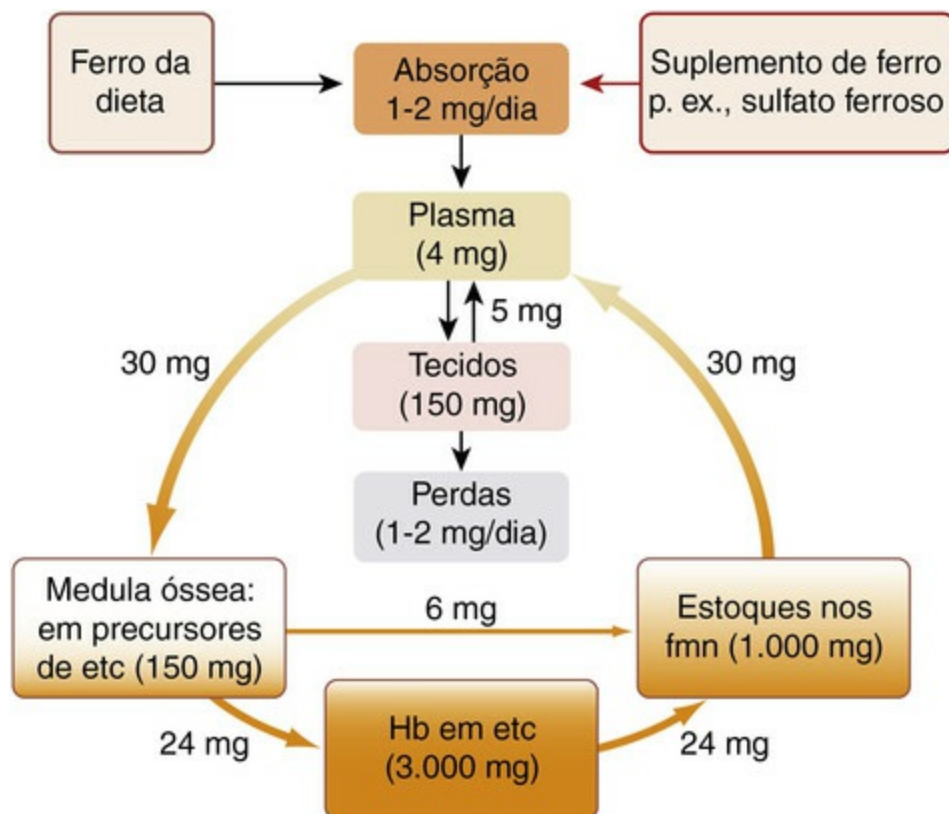 Ferro da
dieta
Absorção
1-2 mg/dia
Suplemento de ferro
p. ex., sulfato ferroso
Plasma
(4 mg)
5 mg
30 mg
30 mg
Tecidos
(150 mg)
Perdas
(1-2 mg/dia)
Medula óssea:
em precursores
de etc (150 mg)
6 mg
Estoques nos
fmn (1.000 mg)
24 mg
Hb em etc
(3.000 mg)
24 mg